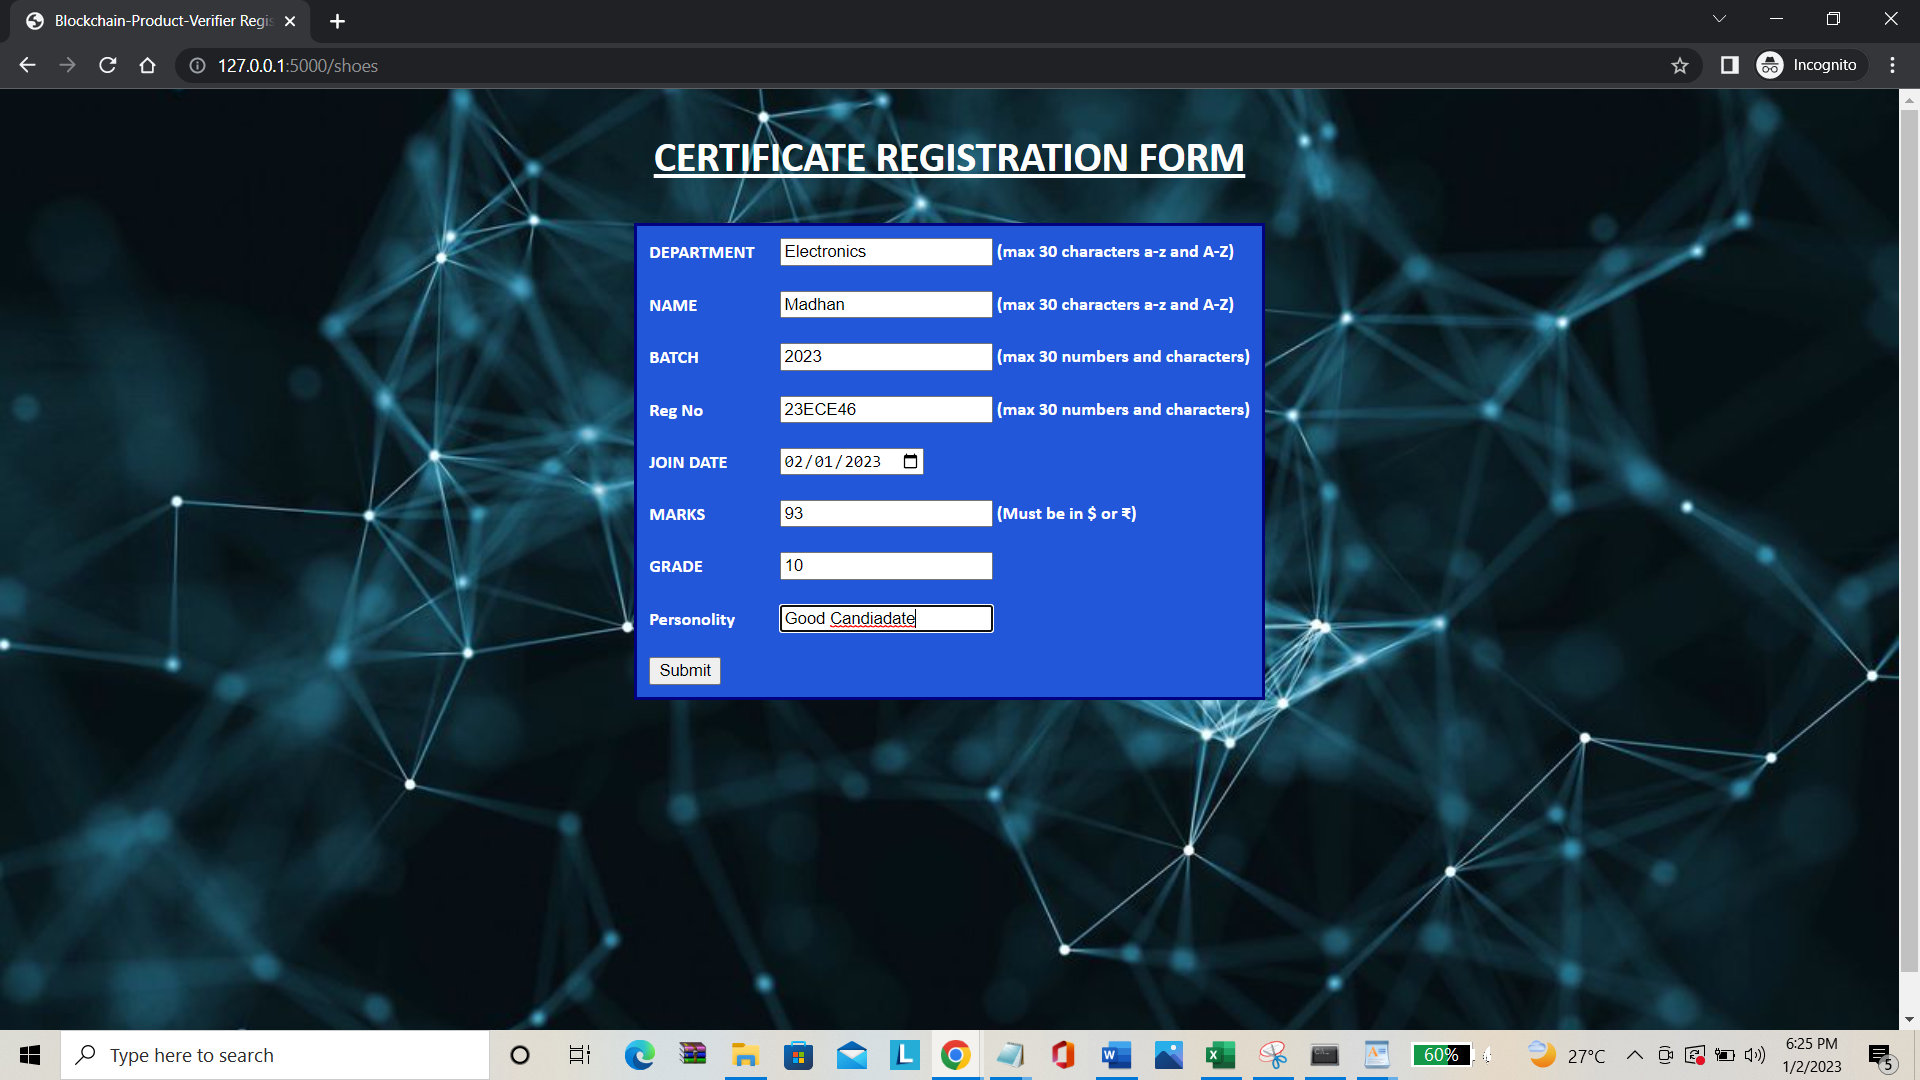 Blockchain-Product-Verifier Regis
127.0.0.1:5000/shoes
Incognito
CERTIFICATE REGISTRATION FORM
DEPARTMENT Electronics (max 30 characters a-z and A-Z)
NAME Madhan (max 30 characters a-z and A-Z)
BATCH 2023 (max 30 numbers and characters)
Reg No 23ECE46 (max 30 numbers and characters)
JOIN DATE 02/01/2023
MARKS 93 (Must be in $ or ₹)
GRADE 10
Personolity Good Candiadate
Submit
Type here to search
60%
27°C
6:25 PM
1/2/2023
5